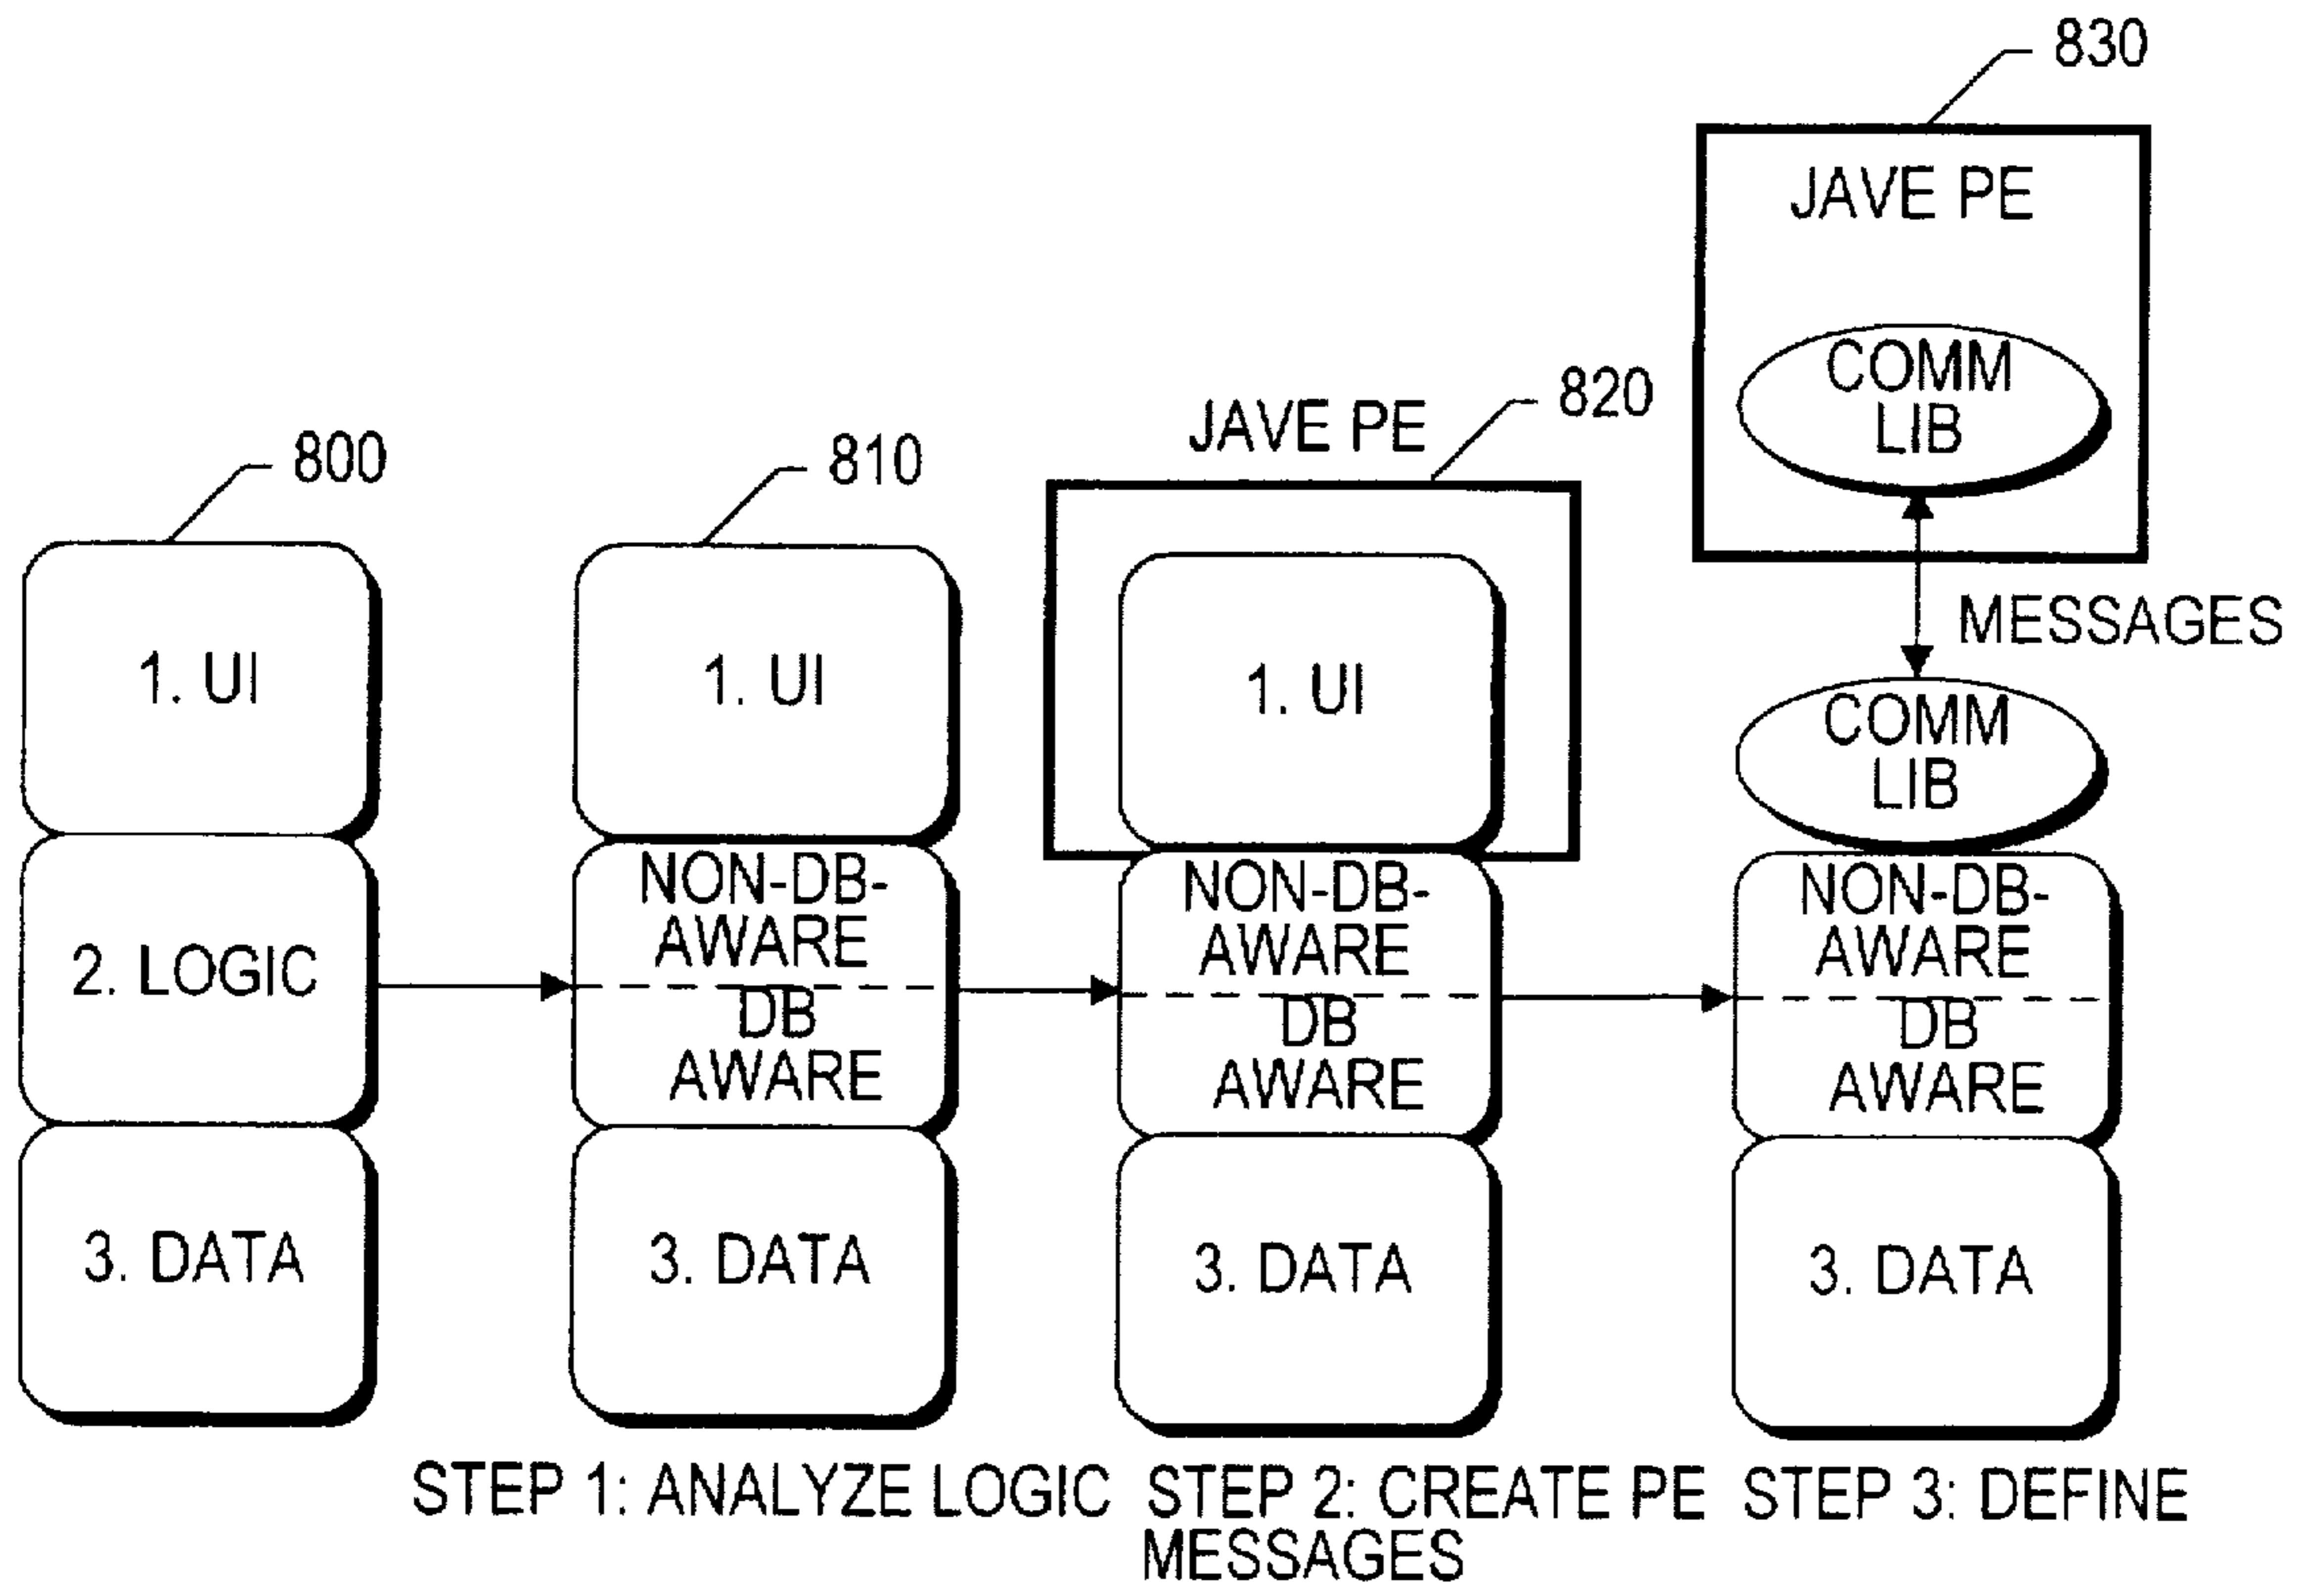 830
JAVE PE
COMM
LIB
820
JAVE PE
800
810
MESSAGES
1. UI
1. UI
1. UI
COMM
LIB
2. LOGIC
NON-DB-
AWARE
DB
AWARE
NON-DB-
AWARE
DB
AWARE
NON-DB-
AWARE
DB
AWARE
3. DATA
3. DATA
3. DATA
3. DATA
STEP 1: ANALYZE LOGIC STEP 2: CREATE PE STEP 3: DEFINE
MESSAGES